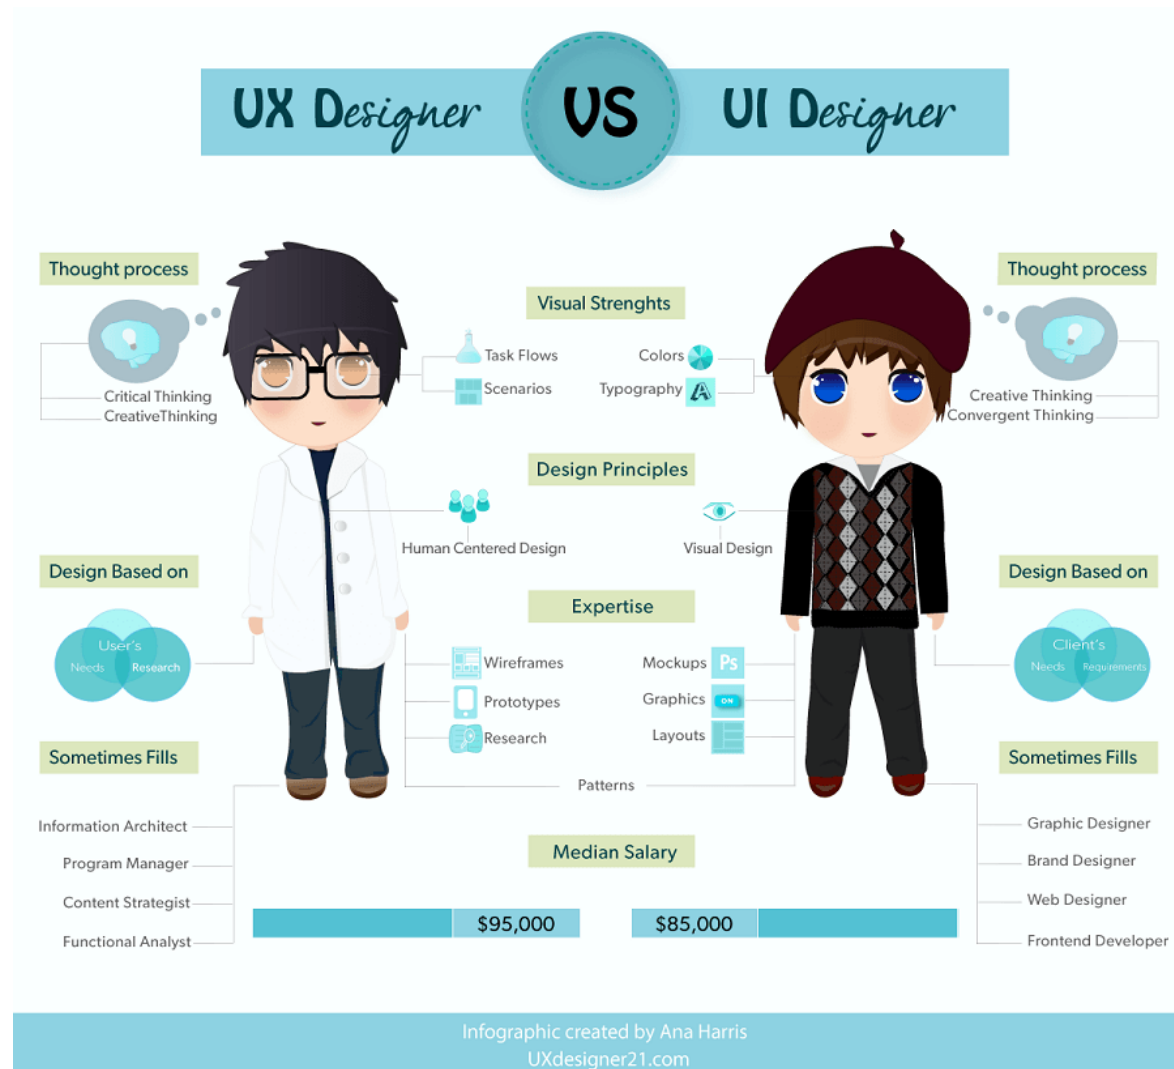 UX Designer VS UI Designer
Thought process
Critical Thinking
CreativeThinking
Visual Strenghts
Task Flows
Scenarios
Colors
Typography
Thought process
Creative Thinking
Convergent Thinking
Design Principles
Human Centered Design
Visual Design
Design Based on
User's
Needs
Research
Expertise
Wireframes
Prototypes
Research
Mockups
Ps
Graphics
ON
Layouts
A
Patterns
Design Based on
Client's
Needs
Requirements
Sometimes Fills
Information Architect
Program Manager
Content Strategist
Functional Analyst
Median Salary
$95,000
$85,000
Sometimes Fills
Graphic Designer
Brand Designer
Web Designer
Frontend Developer
Infographic created by Ana Harris
UXdesigner21.com